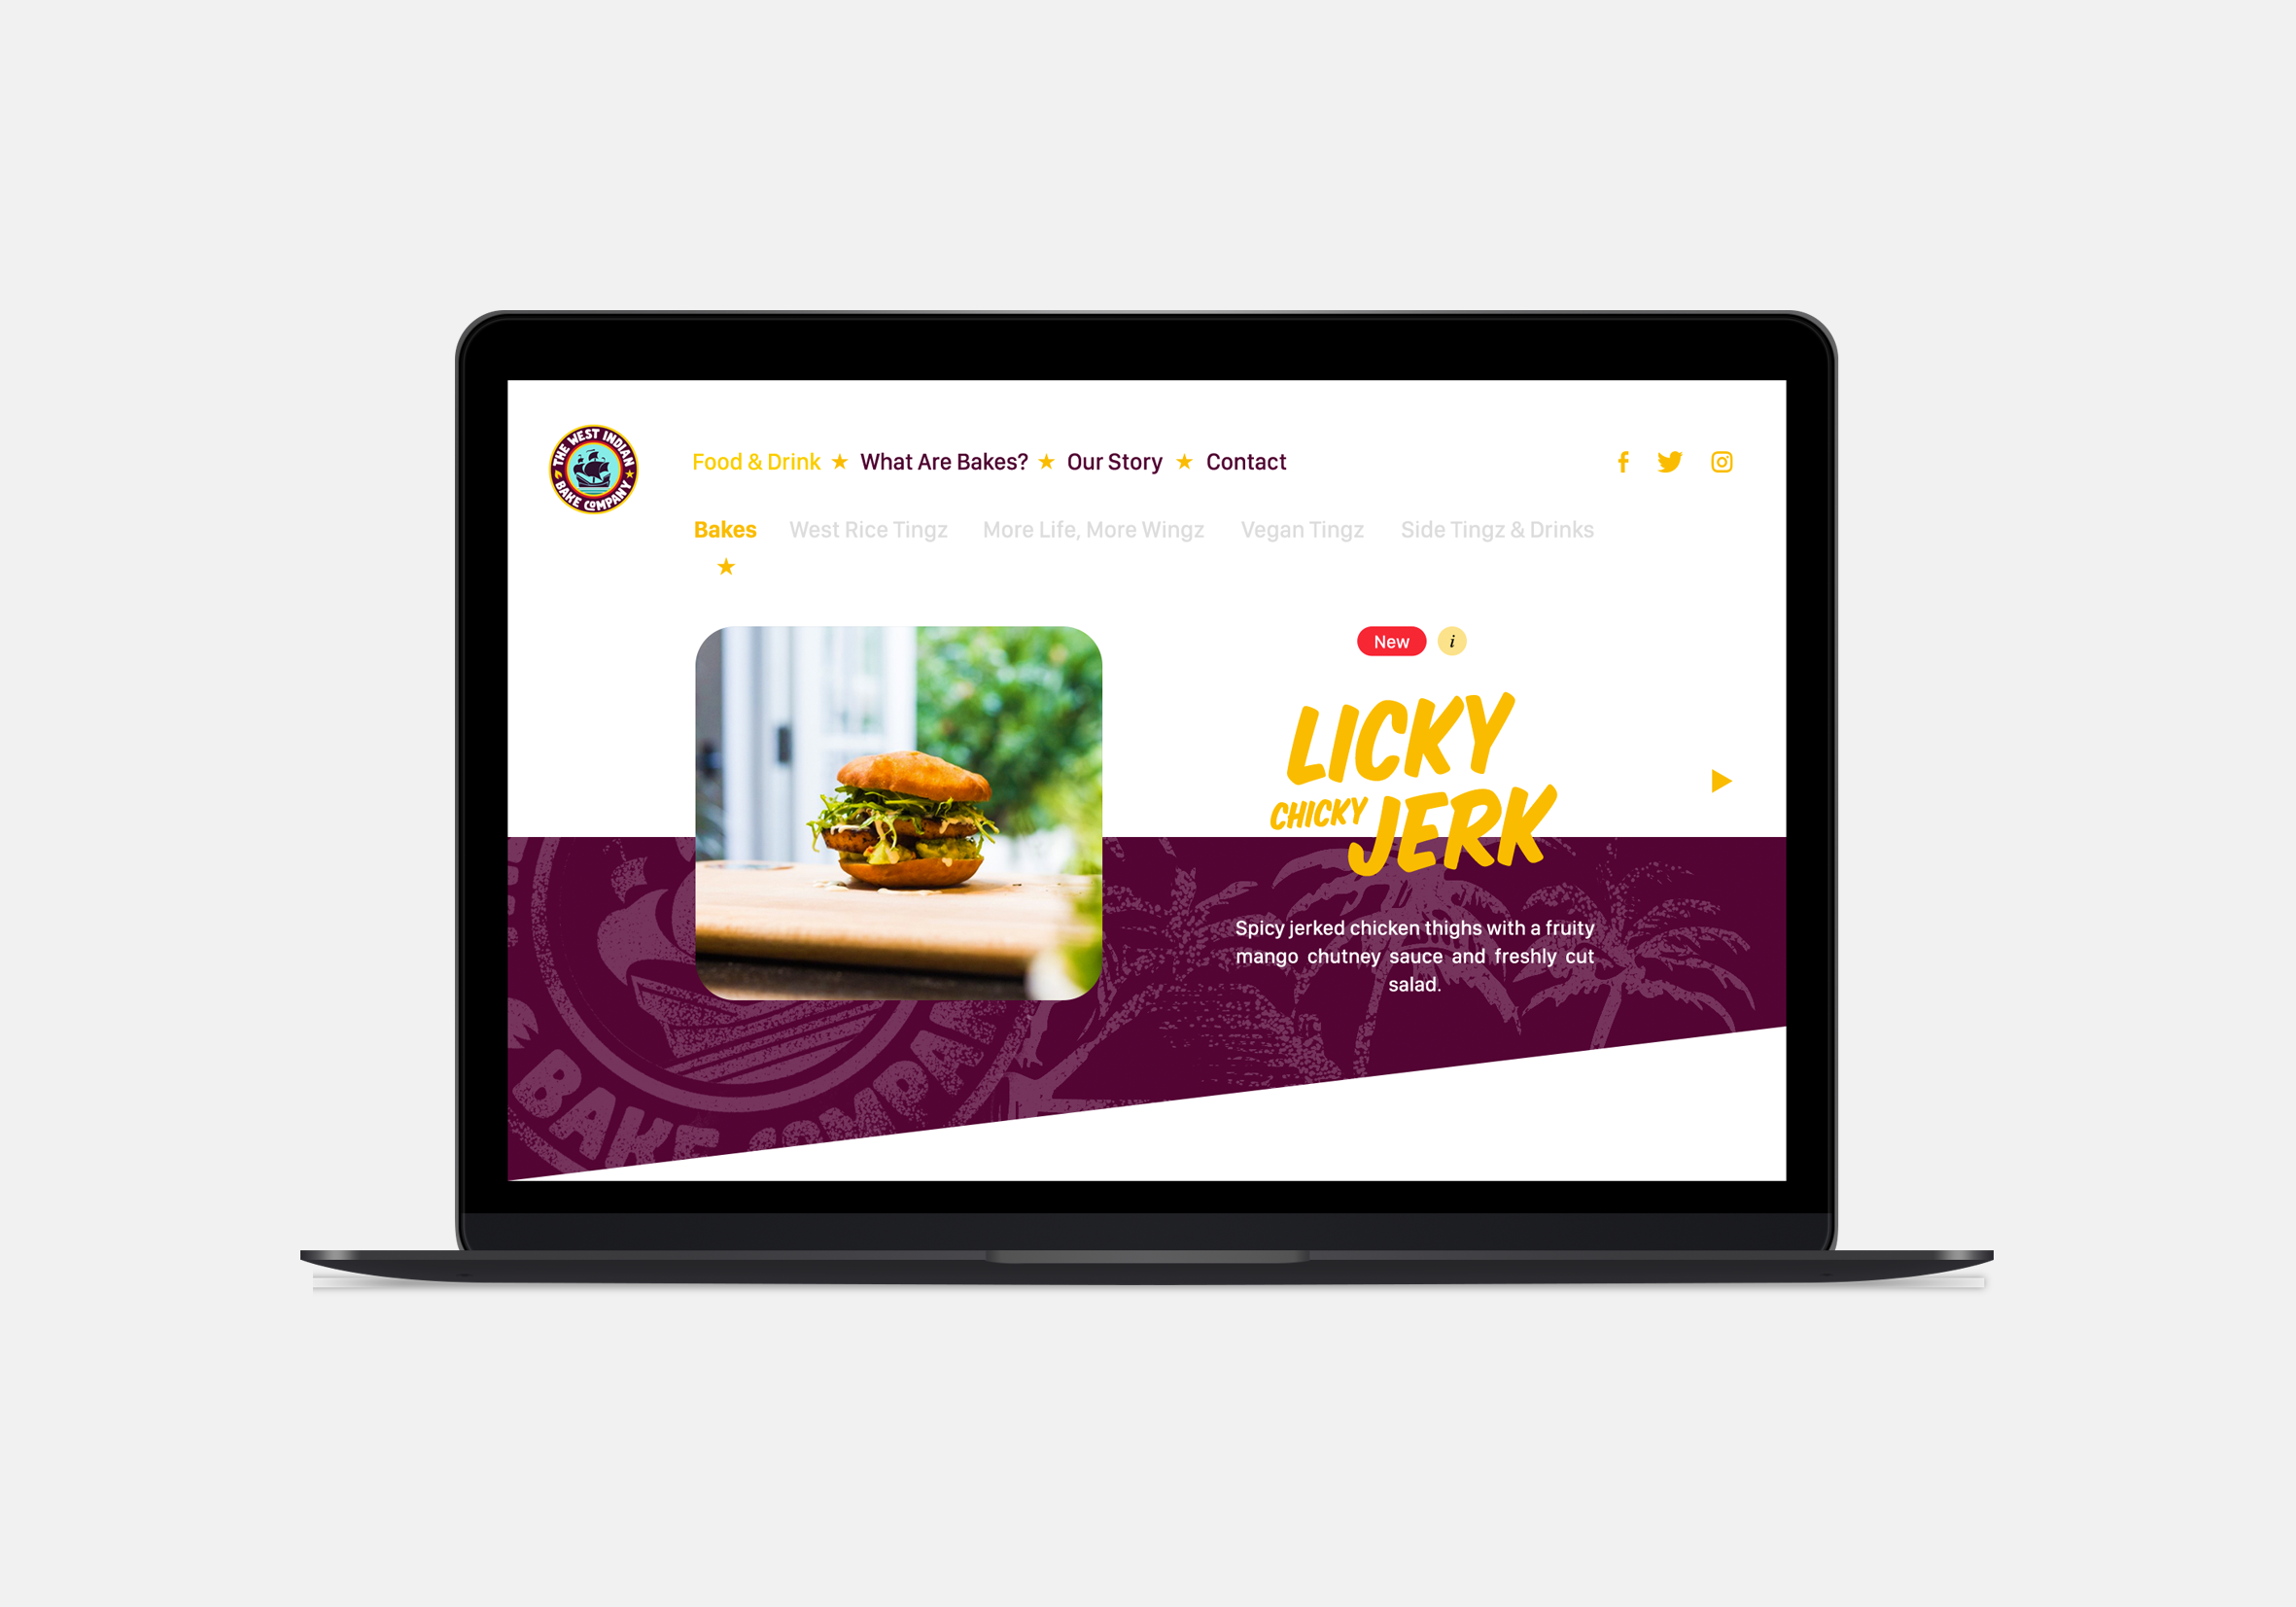 THE WEST INDIAN
BAKE COMPANY
Food & Drink ★ What Are Bakes? ★ Our Story ★ Contact
Bakes West Rice Tingz More Life, More Wingz Vegan Tingz Side Tingz & Drinks
New i
LICKY
CHICKY JERK
Spicy jerked chicken thighs with a fruity
mango chutney sauce and freshly cut
salad.
BAKE COMPANY